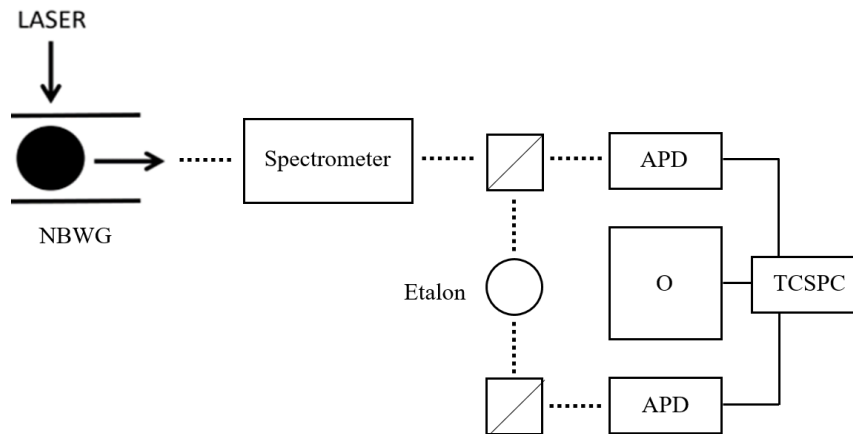 LASER
Spectrometer
APD
NBWG
Etalon
O
TCSPC
APD